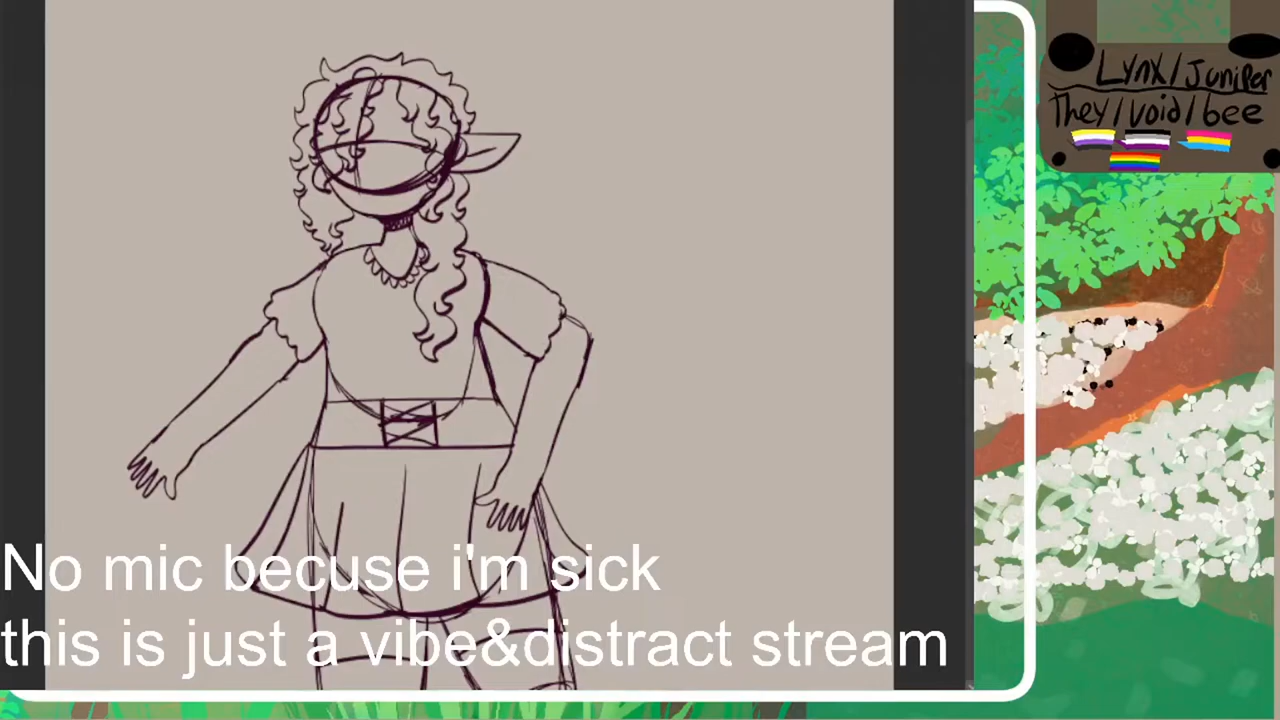 Lynx/Juniper
They/void/bee
No mic becuse i'm sick
this is just a vibe&distract stream